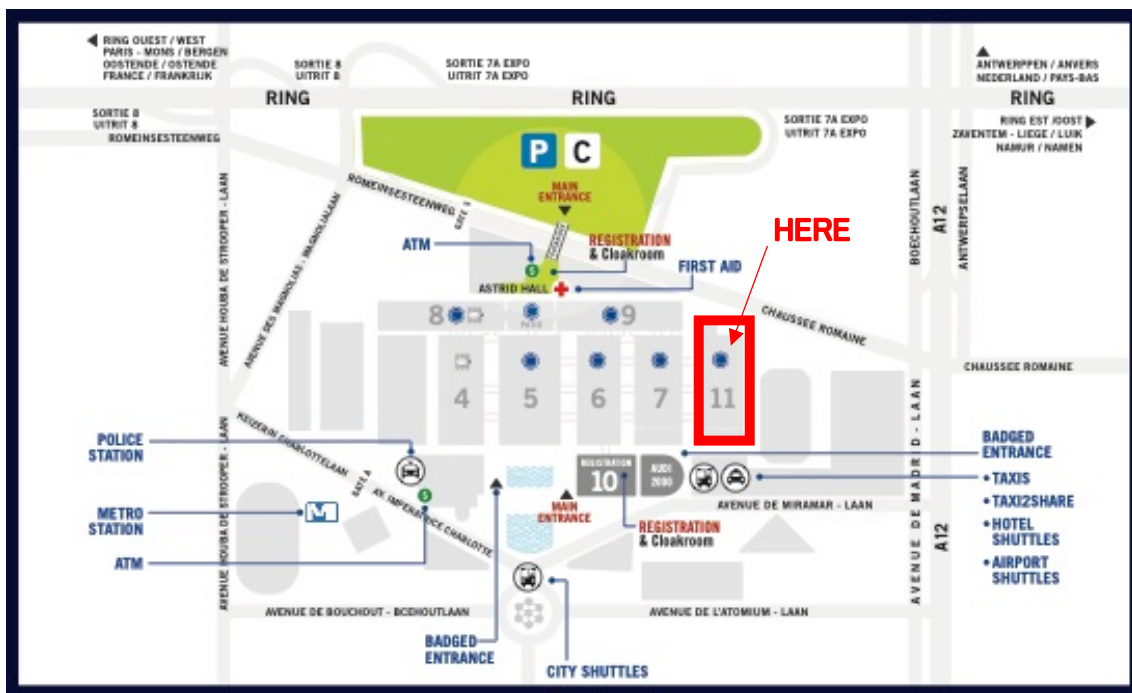 RING OUEST / WEST
PARIS - MONS / BERGEN
OOSTENDE / OSTENDE
FRANCE / FRANKRIJK
SORTIE 8
UITRIT 8
SORTIE 7A EXPO
UITRIT 7A EXPO
ANTWERPPEN / ANVERS
NEDERLAND / PAYS-BAS
RING
RING
RING
SORTIE 8
UITRIT 8
ROMEINSESTEENWEG
SORTIE 7A EXPO
UITRIT 7A EXPO
RING EST /OOST
ZAVENTEM - LIEGE / LUIK
NAMUR / NAMEN
P C
ROMEINSESTEENWEG
GATE
MAIN
ENTRANCE
AVENUE HOUBA DE STROOPER - LAAN
AVENUE DES MAGNOLIAS - MAGNOLIALAAN
BOECHOUTLAAN
A12
ANTWERPSELAAN
HERE
ATM
REGISTRATION
& Cloakroom
FIRST AID
ASTRID HALL
CHAUSSEE ROMAINE
CHAUSSEE ROMAINE
8
9
4
5
6
7
11
KEIZERIN CHARLOTTELAAN
GATE A
AV. IMPERATRICE CHARLOTTE
AVENUE HOUBA DE STROOPER - LAAN
AVENUE DE MADRID - LAAN
A12
POLICE
STATION
METRO
STATION
M
ATM
REGISTRATION
10
AUDI
2000
MAIN
ENTRANCE
REGISTRATION
& Cloakroom
AVENUE DE MIRAMAR - LAAN
BADGED
ENTRANCE
• TAXIS
• TAXI2SHARE
• HOTEL
SHUTTLES
• AIRPORT
SHUTTLES
AVENUE DE BOUCHOUT - BCEHOUTLAAN
AVENUE DE L'ATOMIUM - LAAN
BADGED
ENTRANCE
CITY SHUTTLES